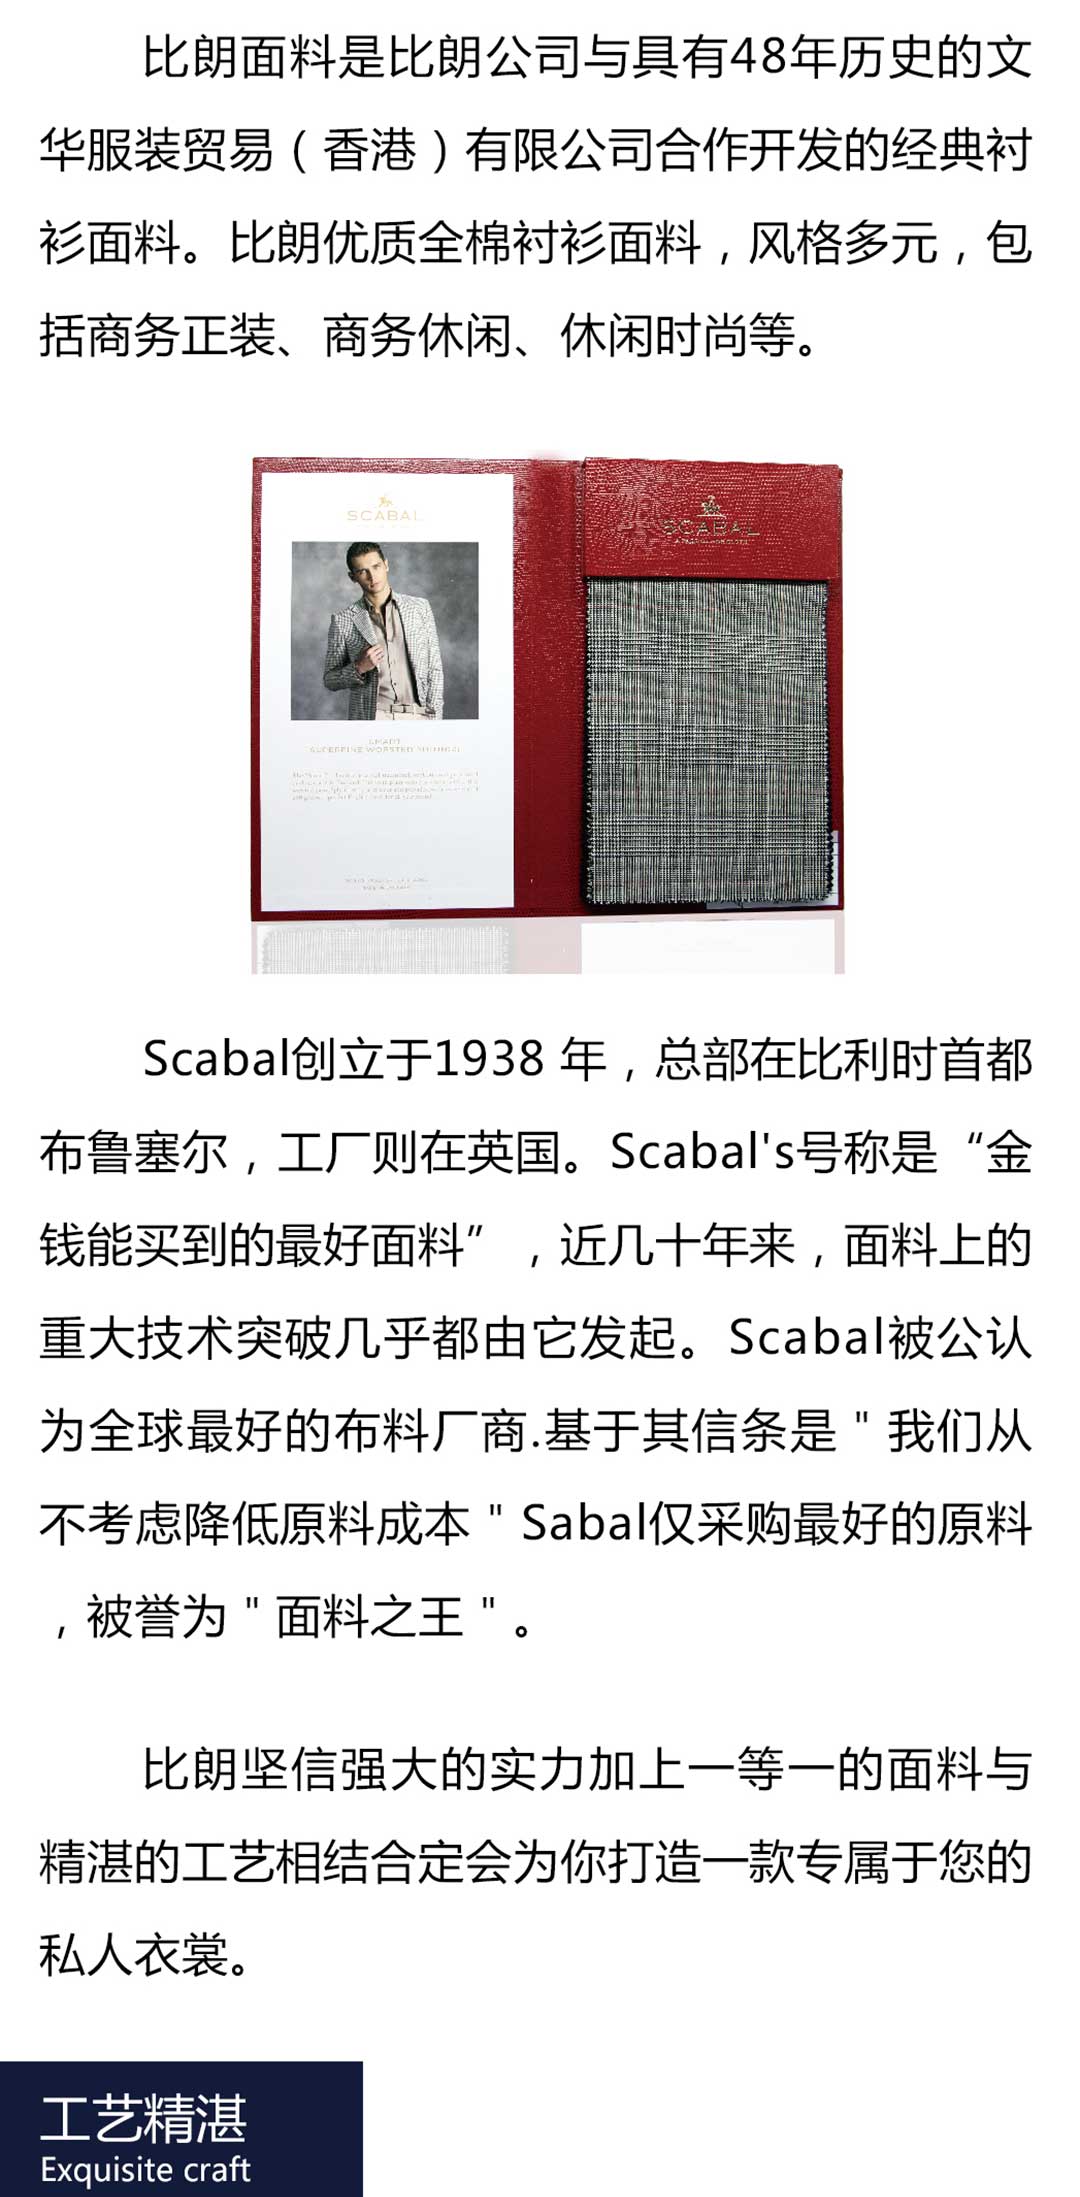 比朗面料是比朗公司与具有48年历史的文
华服装贸易（香港）有限公司合作开发的经典衬
衫面料。比朗优质全棉衬衫面料，风格多元，包
括商务正装、商务休闲、休闲时尚等。
SCABAL
SCABAL
Scabal创立于1938 年，总部在比利时首都
布鲁塞尔，工厂则在英国。Scabal's号称是“金
钱能买到的最好面料”，近几十年来，面料上的
重大技术突破几乎都由它发起。Scabal被公认
为全球最好的布料厂商.基于其信条是＂我们从
不考虑降低原料成本＂Sabal仅采购最好的原料
，被誉为＂面料之王＂。
比朗坚信强大的实力加上一等一的面料与
精湛的工艺相结合定会为你打造一款专属于您的
私人衣裳。
工艺精湛
Exquisite craft